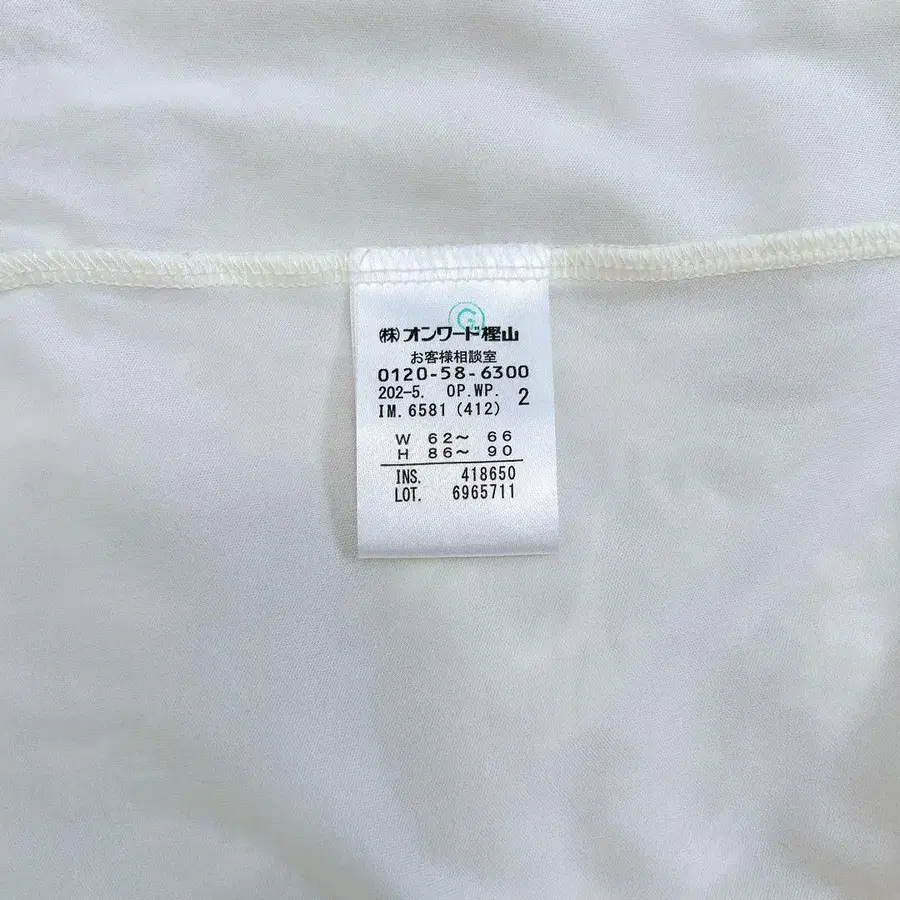 G
(株)オンワード樫山
お客様相談室
0120-58-6300
202-5. OP.WP. 2
IM.6581(412)
W 62～ 66
H 86～ 90
INS. 418650
LOT. 6965711